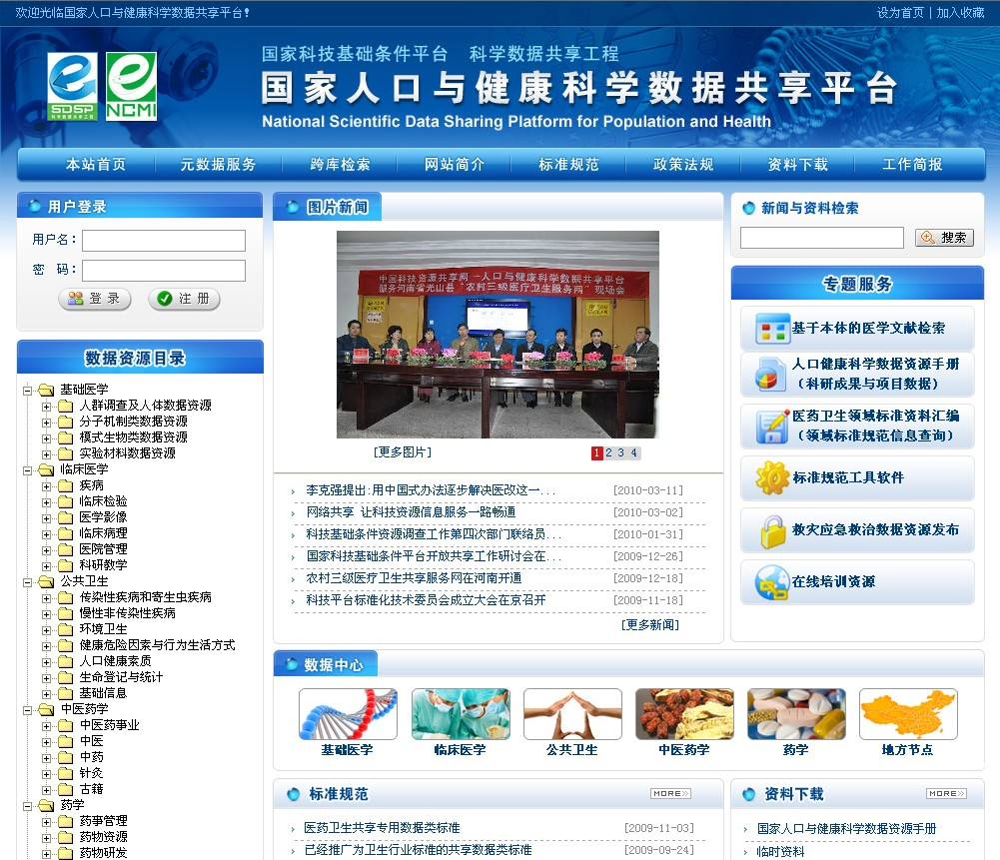 欢迎光临国家人口与健康科学数据共享平台！
设为首页 | 加入收藏
SDSP
NCMI
国家科技基础条件平台 科学数据共享工程
国家人口与健康科学数据共享平台
National Scientific Data Sharing Platform for Population and Health
本站首页 元数据服务 跨库检索 网站简介 标准规范 政策法规 资料下载 工作简报
用户登录
用户名：
密 码：
登 录 注 册
数据资源目录
基础医学
人群调查及人体数据资源
分子机制类数据资源
模式生物类数据资源
实验材料数据资源
临床医学
疾病
临床检验
医学影像
临床病理
医院管理
科研教学
公共卫生
传染性疾病和寄生虫疾病
慢性非传染性疾病
环境卫生
健康危险因素与行为生活方式
人口健康素质
生命登记与统计
基础信息
中医药学
中医药事业
中医
中药
针灸
古籍
药学
药事管理
药物资源
药物研发
图片新闻
中国科技资源共享网—人口与健康科学数据共享平台
服务河南省光山县“农村三级医疗卫生服务网”现场会
[更多图片]
1 2 3 4
李克强提出:用中国式办法逐步解决医改这一... [2010-03-11]
网络共享 让科技资源信息服务一路畅通 [2010-03-02]
科技基础条件资源调查工作第四次部门联络员... [2010-01-31]
国家科技基础条件平台开放共享工作研讨会在... [2009-12-26]
农村三级医疗卫生共享服务网在河南开通 [2009-12-18]
科技平台标准化技术委员会成立大会在京召开 [2009-11-18]
[更多新闻]
新闻与资料检索
搜索
专题服务
基于本体的医学文献检索
人口健康科学数据资源手册
（科研成果与项目数据）
医药卫生领域标准资料汇编
（领域标准规范信息查询）
标准规范工具软件
救灾应急救治数据资源发布
在线培训资源
数据中心
基础医学 临床医学 公共卫生 中医药学 药学 地方节点
标准规范
MORE
医药卫生共享专用数据类标准 [2009-11-03]
已经推广为卫生行业标准的共享数据类标准 [2009-09-24]
资料下载
MORE
国家人口与健康科学数据资源手册
临时资料